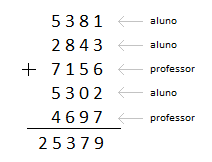 5381 aluno
2843 aluno
+ 7156 professor
5302 aluno
4697 professor
25379